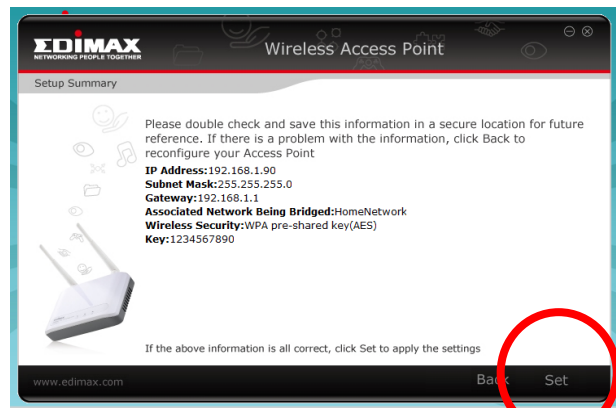 EDIMAX
NETWORKING PEOPLE TOGETHER
Wireless Access Point
Setup Summary
Please double check and save this information in a secure location for future
reference. If there is a problem with the information, click Back to
reconfigure your Access Point
IP Address:192.168.1.90
Subnet Mask:255.255.255.0
Gateway:192.168.1.1
Associated Network Being Bridged:HomeNetwork
Wireless Security:WPA pre-shared key(AES)
Key:1234567890
If the above information is all correct, click Set to apply the settings
www.edimax.com
Back
Set